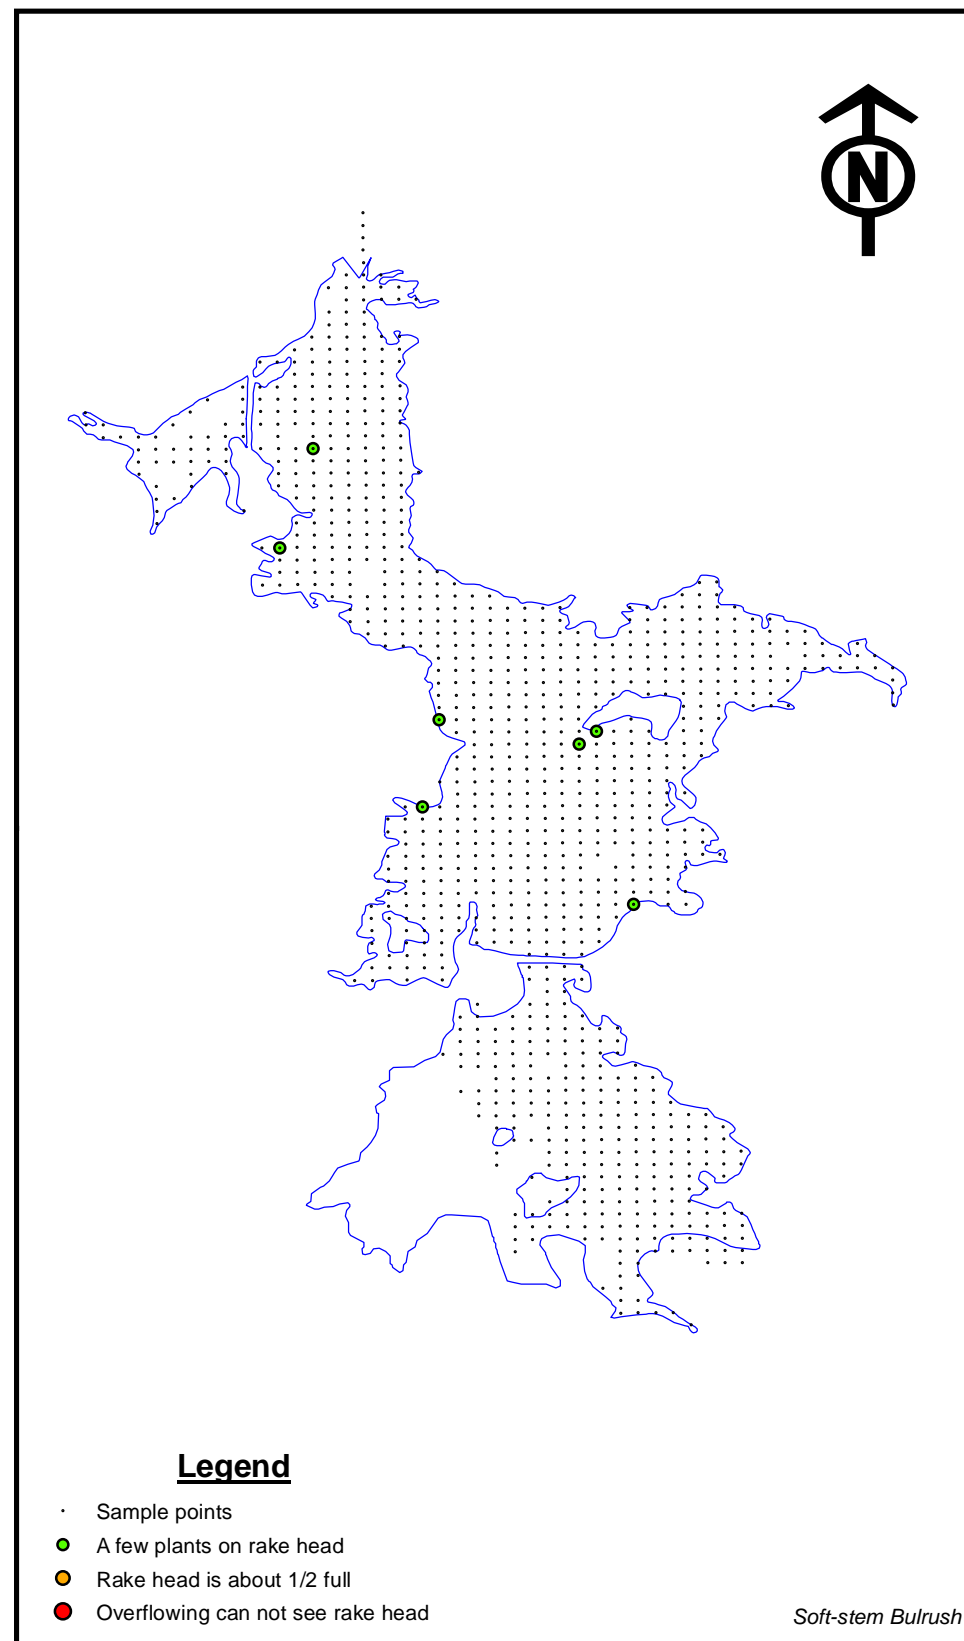 N
Legend
Sample points
A few plants on rake head
Rake head is about 1/2 full
Overflowing can not see rake head
Soft-stem Bulrush